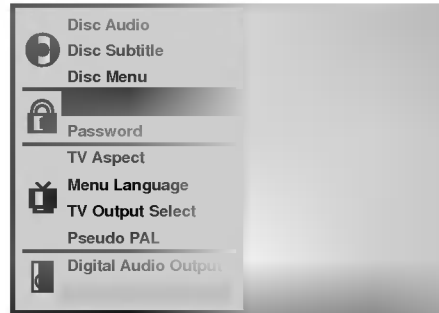 Disc Audio
Disc Subtitle
Disc Menu
Password
TV Aspect
Menu Language
TV Output Select
Pseudo PAL
Digital Audio Output